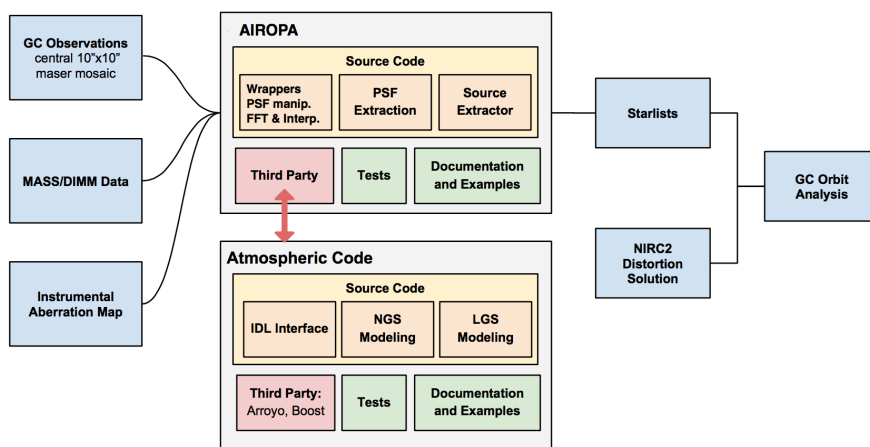 GC Observations
central 10"x10"
maser mosaic
MASS/DIMM Data
Instrumental
Aberration Map
AIROPA
Source Code
Wrappers
PSF manip.
FFT & Interp.
PSF
Extraction
Source
Extractor
Third Party
Tests
Documentation
and Examples
Atmospheric Code
Source Code
IDL Interface
NGS
Modeling
LGS
Modeling
Third Party:
Arroyo, Boost
Tests
Documentation
and Examples
Starlists
NIRC2
Distortion
Solution
GC Orbit
Analysis